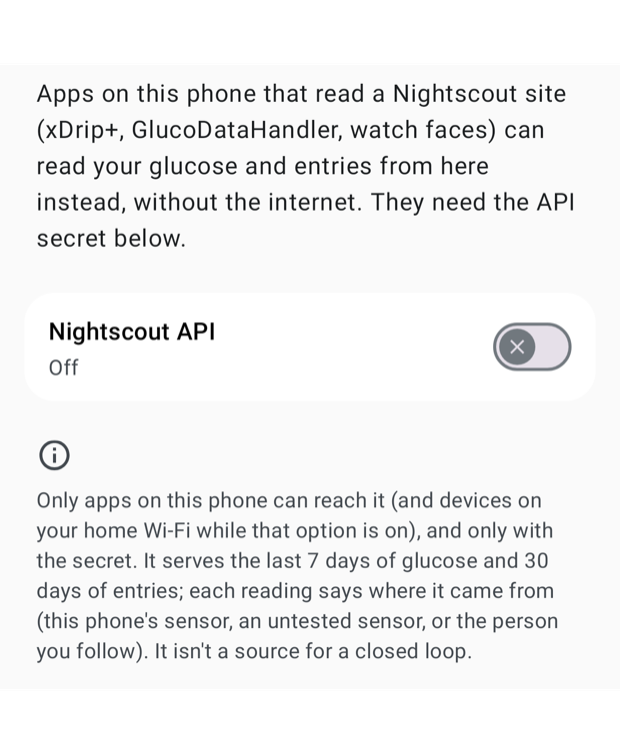 Apps on this phone that read a Nightscout site
(xDrip+, GlucoDataHandler, watch faces) can
read your glucose and entries from here
instead, without the internet. They need the API
secret below.
Nightscout API
Off
Only apps on this phone can reach it (and devices on
your home Wi-Fi while that option is on), and only with
the secret. It serves the last 7 days of glucose and 30
days of entries; each reading says where it came from
(this phone's sensor, an untested sensor, or the person
you follow). It isn't a source for a closed loop.